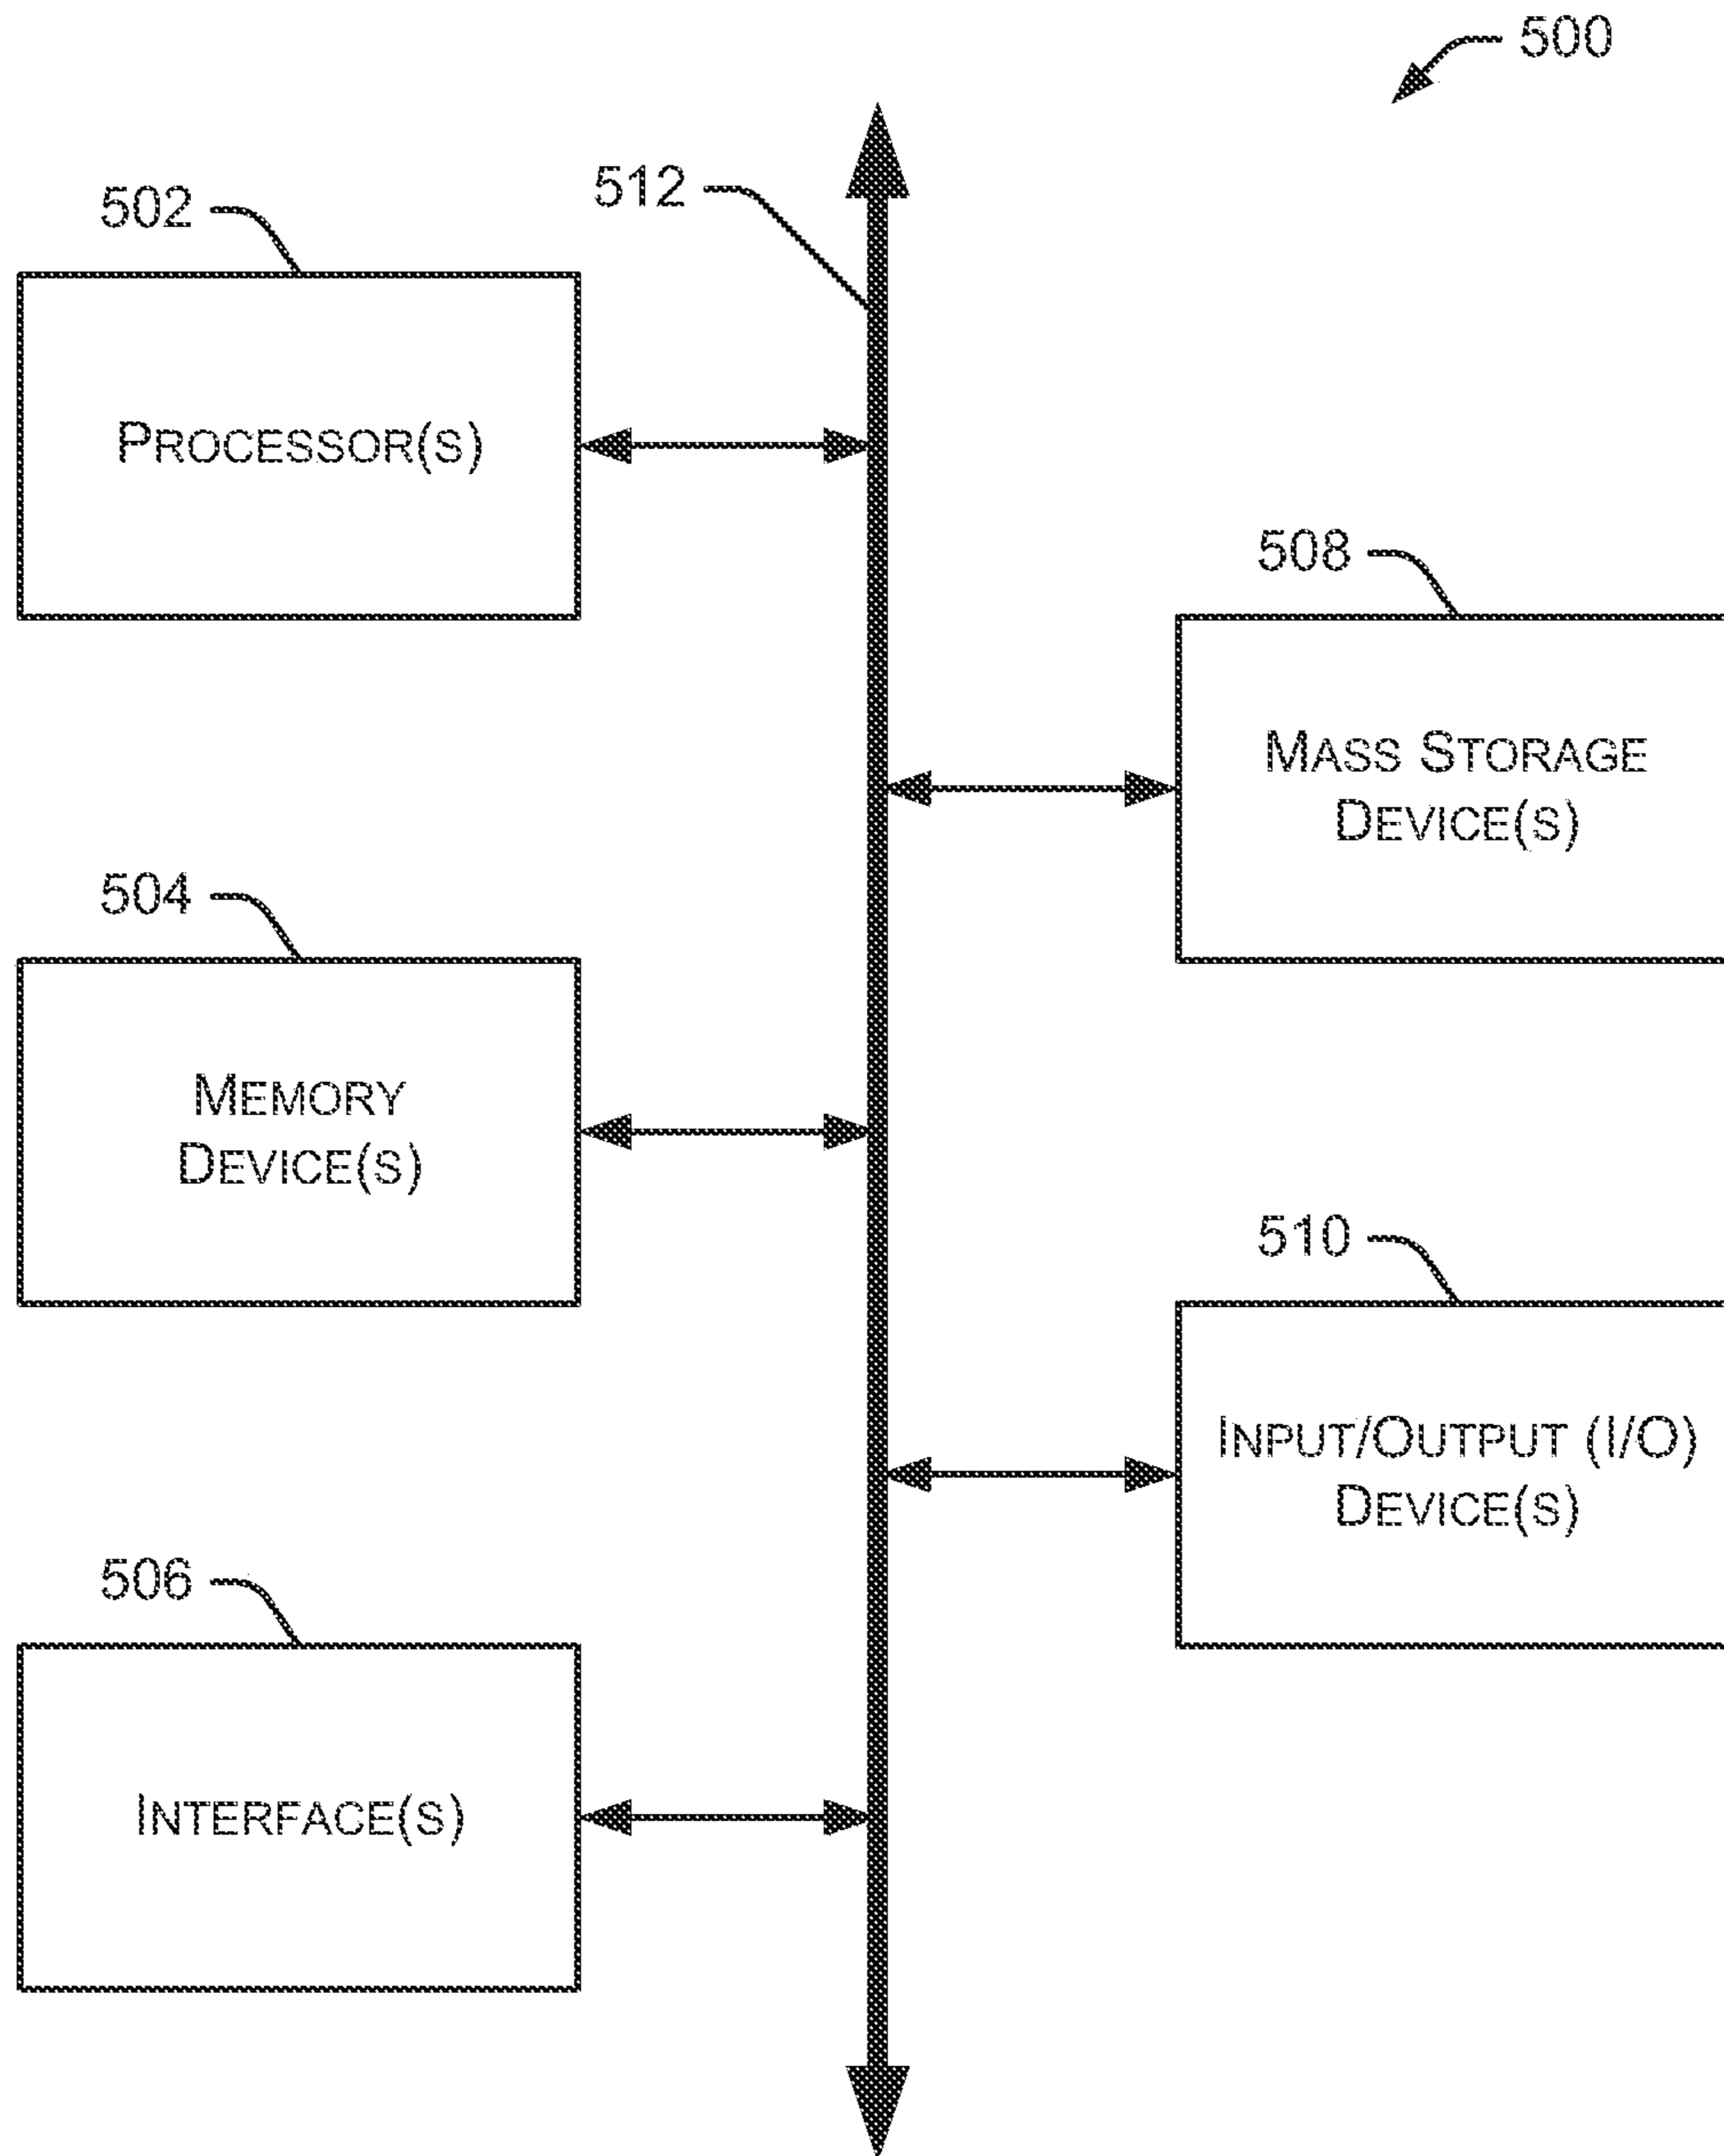 500
512
502
PROCESSOR(S)
508
MASS STORAGE
DEVICE(S)
504
MEMORY
DEVICE(S)
510
INPUT/OUTPUT (I/O)
DEVICE(S)
506
INTERFACE(S)